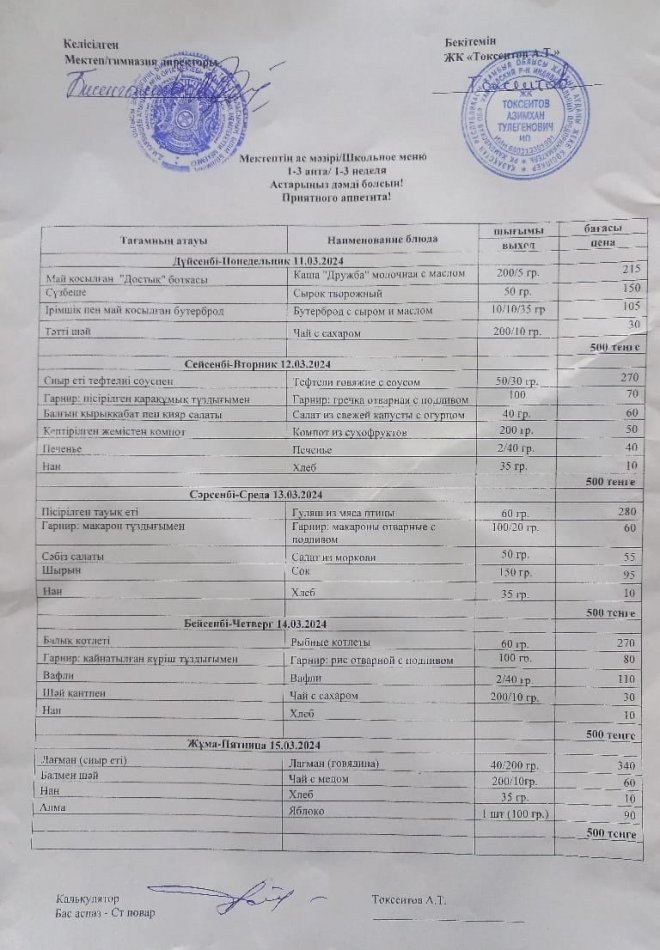 Келісілген Бекітемін
Мектеп/гимназия директоры ЖК «Токсеитов А.Т.»
ЖК
ТОКСЕИТОВ
АЗИМХАН
ТУЛЕГЕНОВИЧ
ИП
Мектептің ас мәзірі/Школьное меню
1-3 апта/ 1-3 неделя
Астарыңыз дәмді болсын!
Приятного аппетита!
Тағамның атауы Наименование блюда шығымы выход бағасы цена
Дүйсенбі-Понедельник 11.03.2024
Май қосылған "Достық" ботқасы Каша "Дружба" молочная с маслом 200/5 гр. 215
Сүзбеше Сырок творожный 50 гр. 150
Ірімшік пен май қосылған бутерброд Бутерброд с сыром и маслом 10/10/35 гр 105
Тәтті шай Чай с сахаром 200/10 гр. 30
500 тенге
Сейсенбі-Вторник 12.03.2024
Сиыр еті тефтелиі соуспен Тефтели говяжие с соусом 50/30 гр. 270
Гарнир: пісірілген қарақұмық тұздығымен Гарнир: гречка отварная с подливом 100 70
Балғын қырыққабат пен кияр салаты Салат из свежей капусты с огурцом 40 гр. 60
Кептірілген жемістен компот Компот из сухофруктов 200 гр. 50
Печенье Печенье 2/40 гр. 40
Нан Хлеб 35 гр. 10
500 тенге
Сәрсенбі-Среда 13.03.2024
Пісірілген тауық еті Гуляш из мяса птицы 60 гр. 280
Гарнир: макарон тұздығымен Гарнир: макароны отварные с 100/20 гр. 60
подливом
Сәбіз салаты Салат из моркови 50 гр. 55
Шырын Сок 150 гр. 95
Нан Хлеб 35 гр. 10
500 тенге
Бейсенбі-Четверг 14.03.2024
Балық котлеті Рыбные котлеты 60 гр. 270
Гарнир: қайнатылған күріш тұздығымен Гарнир: рис отварной с подливом 100 гр. 80
Вафли Вафли 2/40 гр. 110
Шай кантпен Чай с сахаром 200/10 гр. 30
Нан Хлеб 10
500 тенге
Жұма-Пятница 15.03.2024
Лағман (сиыр еті) Лагман (говядина) 40/200 гр. 340
Балмен шай Чай с медом 200/10гр. 60
Нан Хлеб 35 гр. 10
Алма Яблоко 1 шт (100 гр.) 90
500 тенге
Калькулятор Токсеитов А.Т.
Бас аспаз - Ст повар